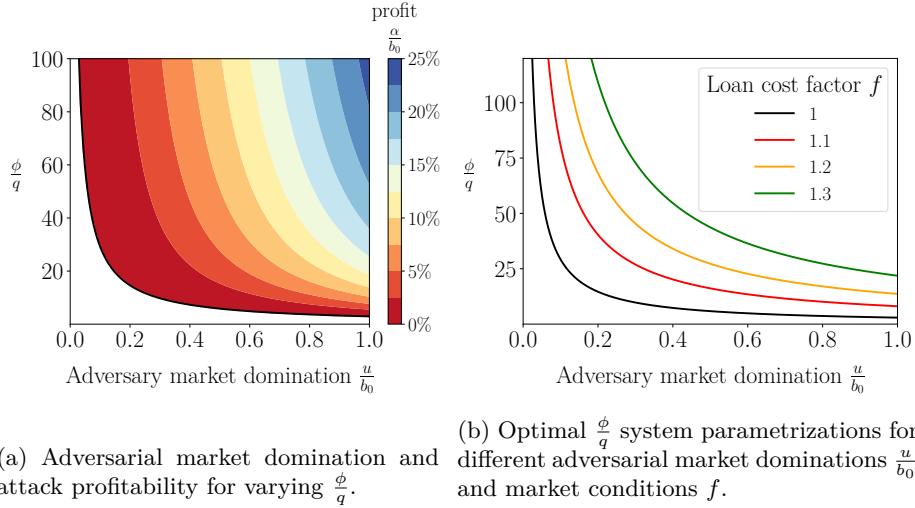 profit
α/b₀
100
80
60
40
20
ϕ/q
25%
20%
15%
10%
5%
0%
0.0 0.2 0.4 0.6 0.8 1.0
Adversary market domination u/b₀
(a) Adversarial market domination and
attack profitability for varying ϕ/q.
100
75
50
25
ϕ/q
Loan cost factor f
1
1.1
1.2
1.3
0.0 0.2 0.4 0.6 0.8 1.0
Adversary market domination u/b₀
(b) Optimal ϕ/q system parametrizations for
different adversarial market dominations u/b₀
and market conditions f.